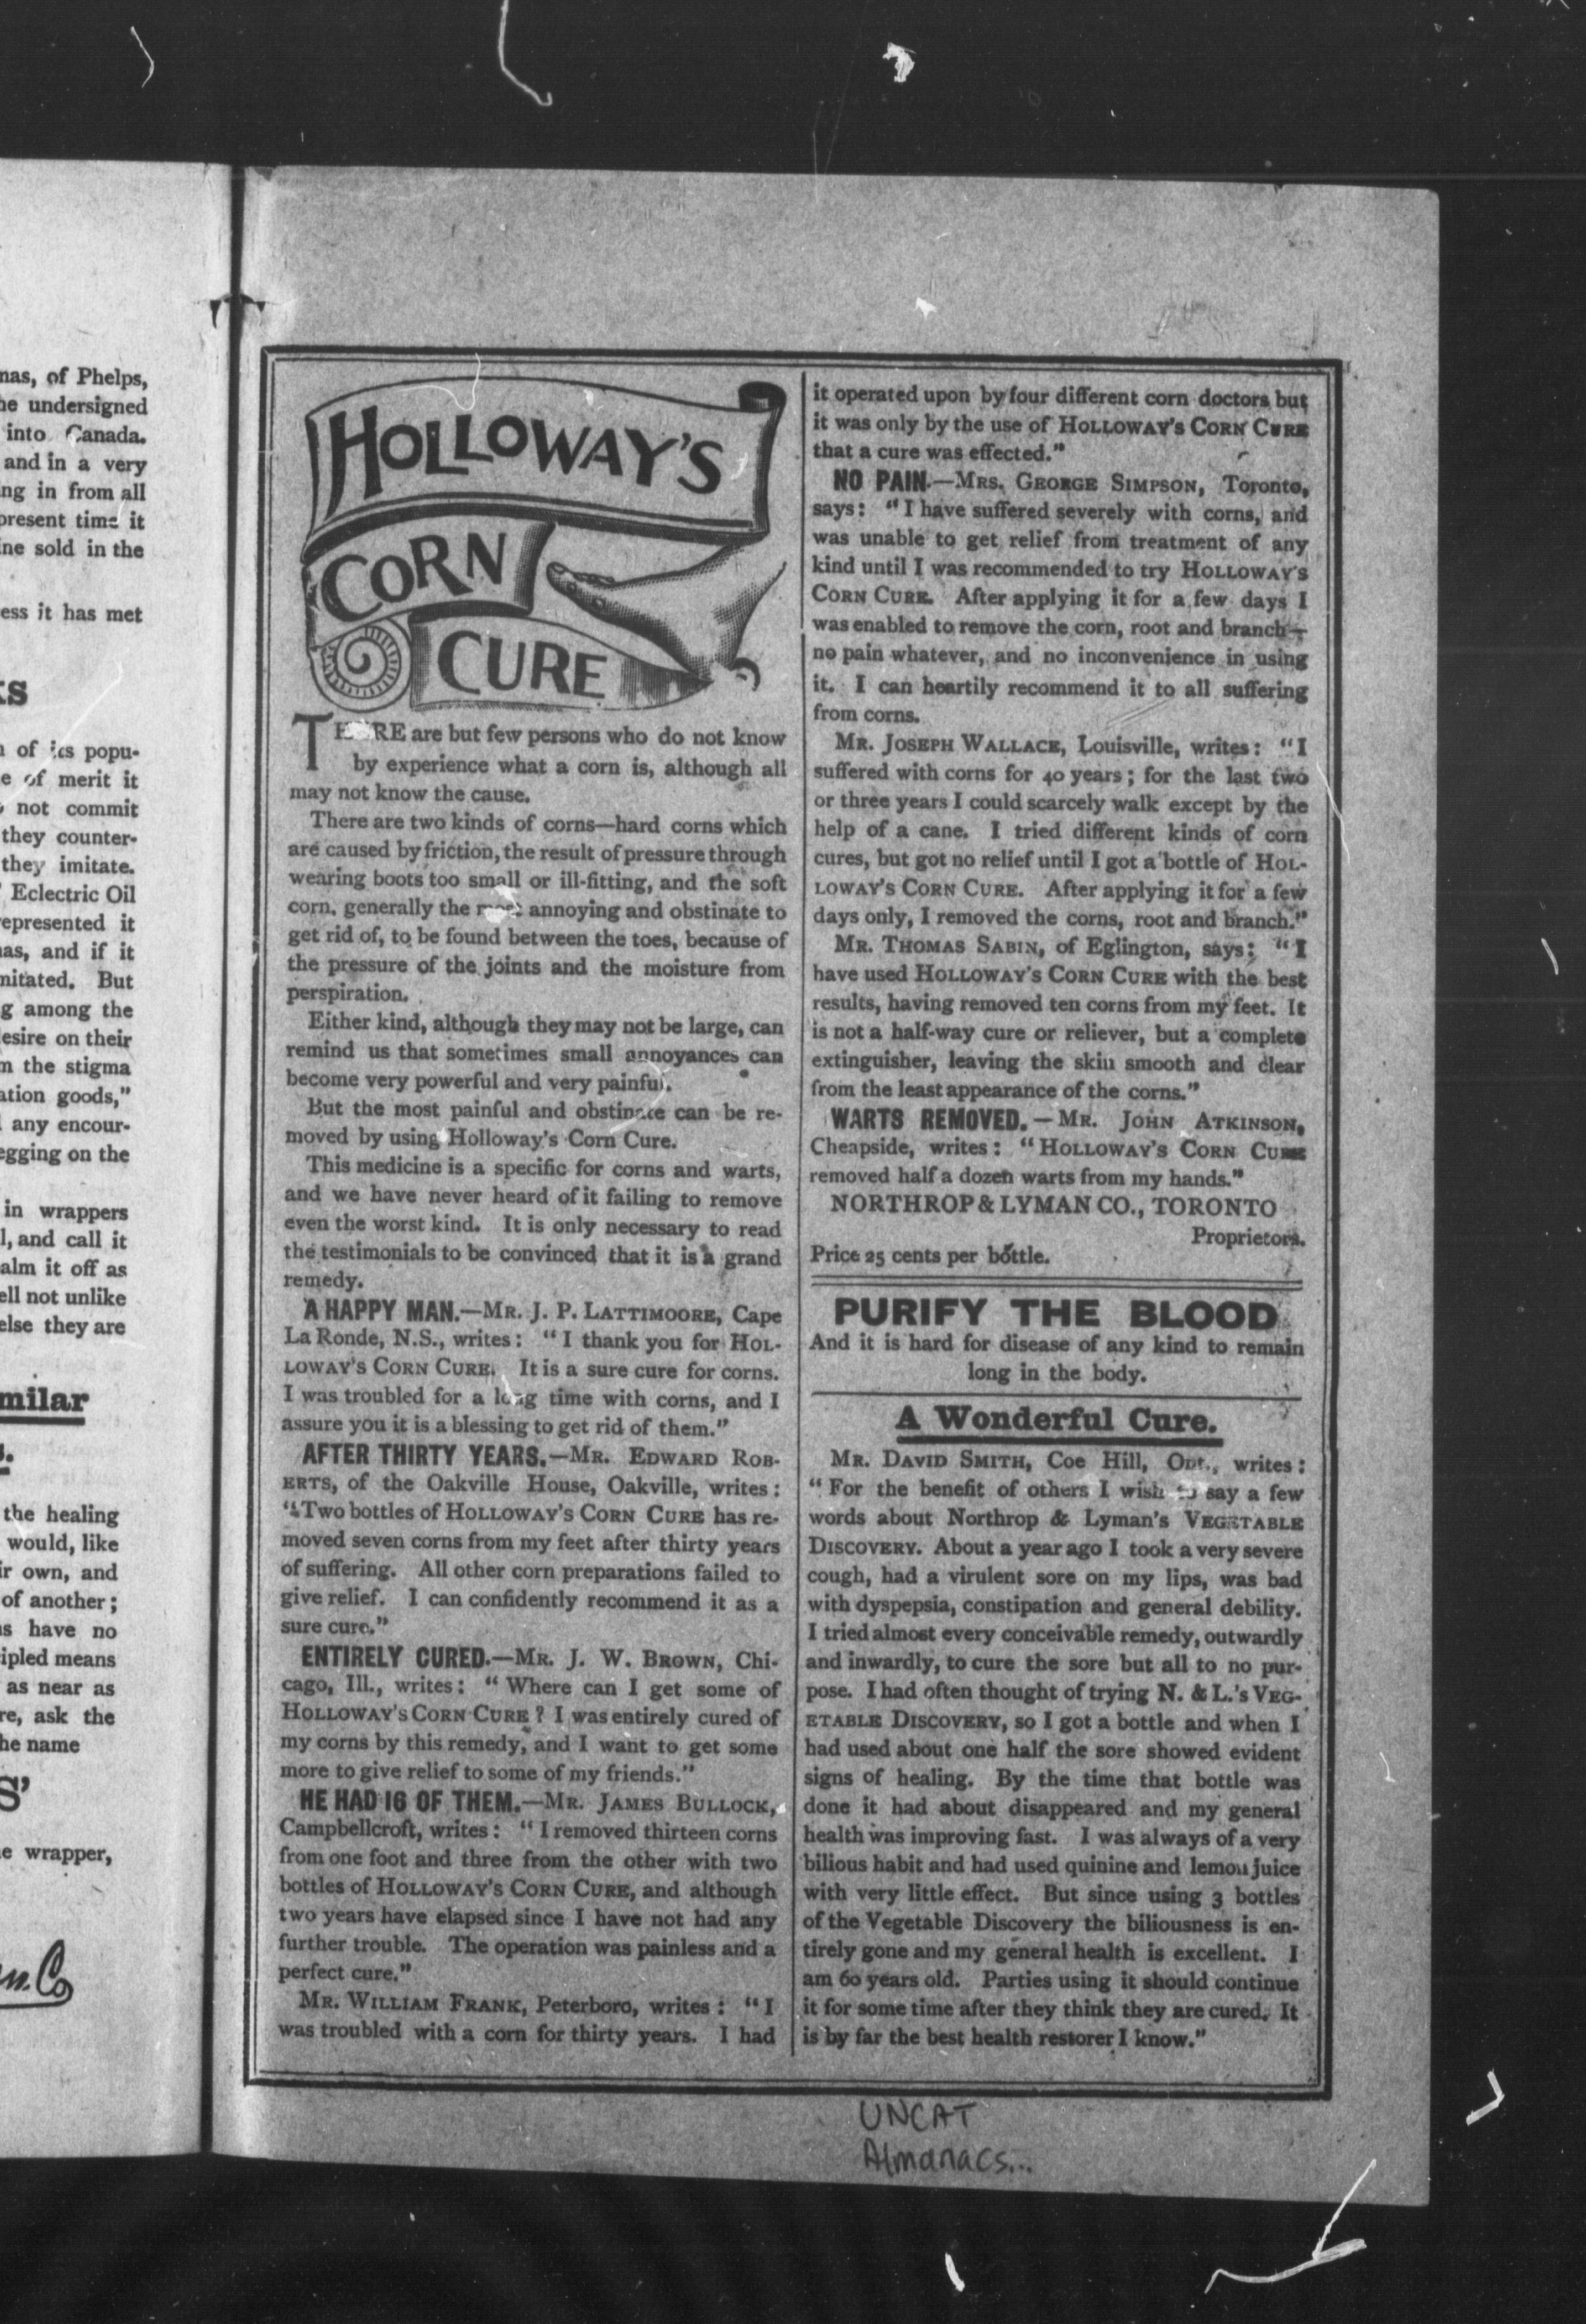 mas, of Phelps,
he undersigned
into Canada.
and in a very
ng in from all
present time it
ine sold in the
ess it has met
ks
n of its popu-
e of merit it
not commit
they counter-
they imitate.
Eclectric Oil
represented it
nas, and if it
mitated. But
g among the
esire on their
m the stigma
ation goods,"
any encour-
egging on the
in wrappers
l, and call it
alm it off as
ell not unlike
else they are
milar
s.
the healing
would, like
ir own, and
of another;
ns have no
cipled means
as near as
re, ask the
he name
S'
e wrapper,
n. Co
HOLLOWAY'S
CORN
CURE
THERE are but few persons who do not know
by experience what a corn is, although all
may not know the cause.
There are two kinds of corns—hard corns which
are caused by friction, the result of pressure through
wearing boots too small or ill-fitting, and the soft
corn, generally the most annoying and obstinate to
get rid of, to be found between the toes, because of
the pressure of the joints and the moisture from
perspiration.
Either kind, although they may not be large, can
remind us that sometimes small annoyances can
become very powerful and very painful.
But the most painful and obstinate can be re-
moved by using Holloway's Corn Cure.
This medicine is a specific for corns and warts,
and we have never heard of it failing to remove
even the worst kind. It is only necessary to read
the testimonials to be convinced that it is a grand
remedy.
A HAPPY MAN.—MR. J. P. LATTIMOORE, Cape
La Ronde, N.S., writes: "I thank you for HOL-
LOWAY'S CORN CURE. It is a sure cure for corns.
I was troubled for a long time with corns, and I
assure you it is a blessing to get rid of them."
AFTER THIRTY YEARS.—MR. EDWARD ROB-
ERTS, of the Oakville House, Oakville, writes:
"Two bottles of HOLLOWAY'S CORN CURE has re-
moved seven corns from my feet after thirty years
of suffering. All other corn preparations failed to
give relief. I can confidently recommend it as a
sure cure."
ENTIRELY CURED.—MR. J. W. BROWN, Chi-
cago, Ill., writes: "Where can I get some of
HOLLOWAY'S CORN CURE? I was entirely cured of
my corns by this remedy, and I want to get some
more to give relief to some of my friends."
HE HAD 16 OF THEM.—MR. JAMES BULLOCK,
Campbellcroft, writes: "I removed thirteen corns
from one foot and three from the other with two
bottles of HOLLOWAY'S CORN CURE, and although
two years have elapsed since I have not had any
further trouble. The operation was painless and a
perfect cure."
MR. WILLIAM FRANK, Peterboro, writes: "I
was troubled with a corn for thirty years. I had
it operated upon by four different corn doctors but
it was only by the use of HOLLOWAY'S CORN CURE
that a cure was effected."
NO PAIN.—MRS. GEORGE SIMPSON, Toronto,
says: "I have suffered severely with corns, and
was unable to get relief from treatment of any
kind until I was recommended to try HOLLOWAY'S
CORN CURE. After applying it for a few days I
was enabled to remove the corn, root and branch—
no pain whatever, and no inconvenience in using
it. I can heartily recommend it to all suffering
from corns.
MR. JOSEPH WALLACE, Louisville, writes: "I
suffered with corns for 40 years; for the last two
or three years I could scarcely walk except by the
help of a cane. I tried different kinds of corn
cures, but got no relief until I got a bottle of HOL-
LOWAY'S CORN CURE. After applying it for a few
days only, I removed the corns, root and branch."
MR. THOMAS SABIN, of Eglington, says: "I
have used HOLLOWAY'S CORN CURE with the best
results, having removed ten corns from my feet. It
is not a half-way cure or reliever, but a complete
extinguisher, leaving the skin smooth and clear
from the least appearance of the corns."
WARTS REMOVED.—MR. JOHN ATKINSON,
Cheapside, writes: "HOLLOWAY'S CORN CURE
removed half a dozen warts from my hands."
NORTHROP & LYMAN CO., TORONTO
Proprietors.
Price 25 cents per bottle.
PURIFY THE BLOOD
And it is hard for disease of any kind to remain
long in the body.
A Wonderful Cure.
MR. DAVID SMITH, Coe Hill, Ont., writes:
"For the benefit of others I wish to say a few
words about Northrop & Lyman's VEGETABLE
DISCOVERY. About a year ago I took a very severe
cough, had a virulent sore on my lips, was bad
with dyspepsia, constipation and general debility.
I tried almost every conceivable remedy, outwardly
and inwardly, to cure the sore but all to no pur-
pose. I had often thought of trying N. & L.'s VEG-
ETABLE DISCOVERY, so I got a bottle and when I
had used about one half the sore showed evident
signs of healing. By the time that bottle was
done it had about disappeared and my general
health was improving fast. I was always of a very
bilious habit and had used quinine and lemon juice
with very little effect. But since using 3 bottles
of the Vegetable Discovery the biliousness is en-
tirely gone and my general health is excellent. I
am 60 years old. Parties using it should continue
it for some time after they think they are cured. It
is by far the best health restorer I know."
UNCAT
Almanacs...